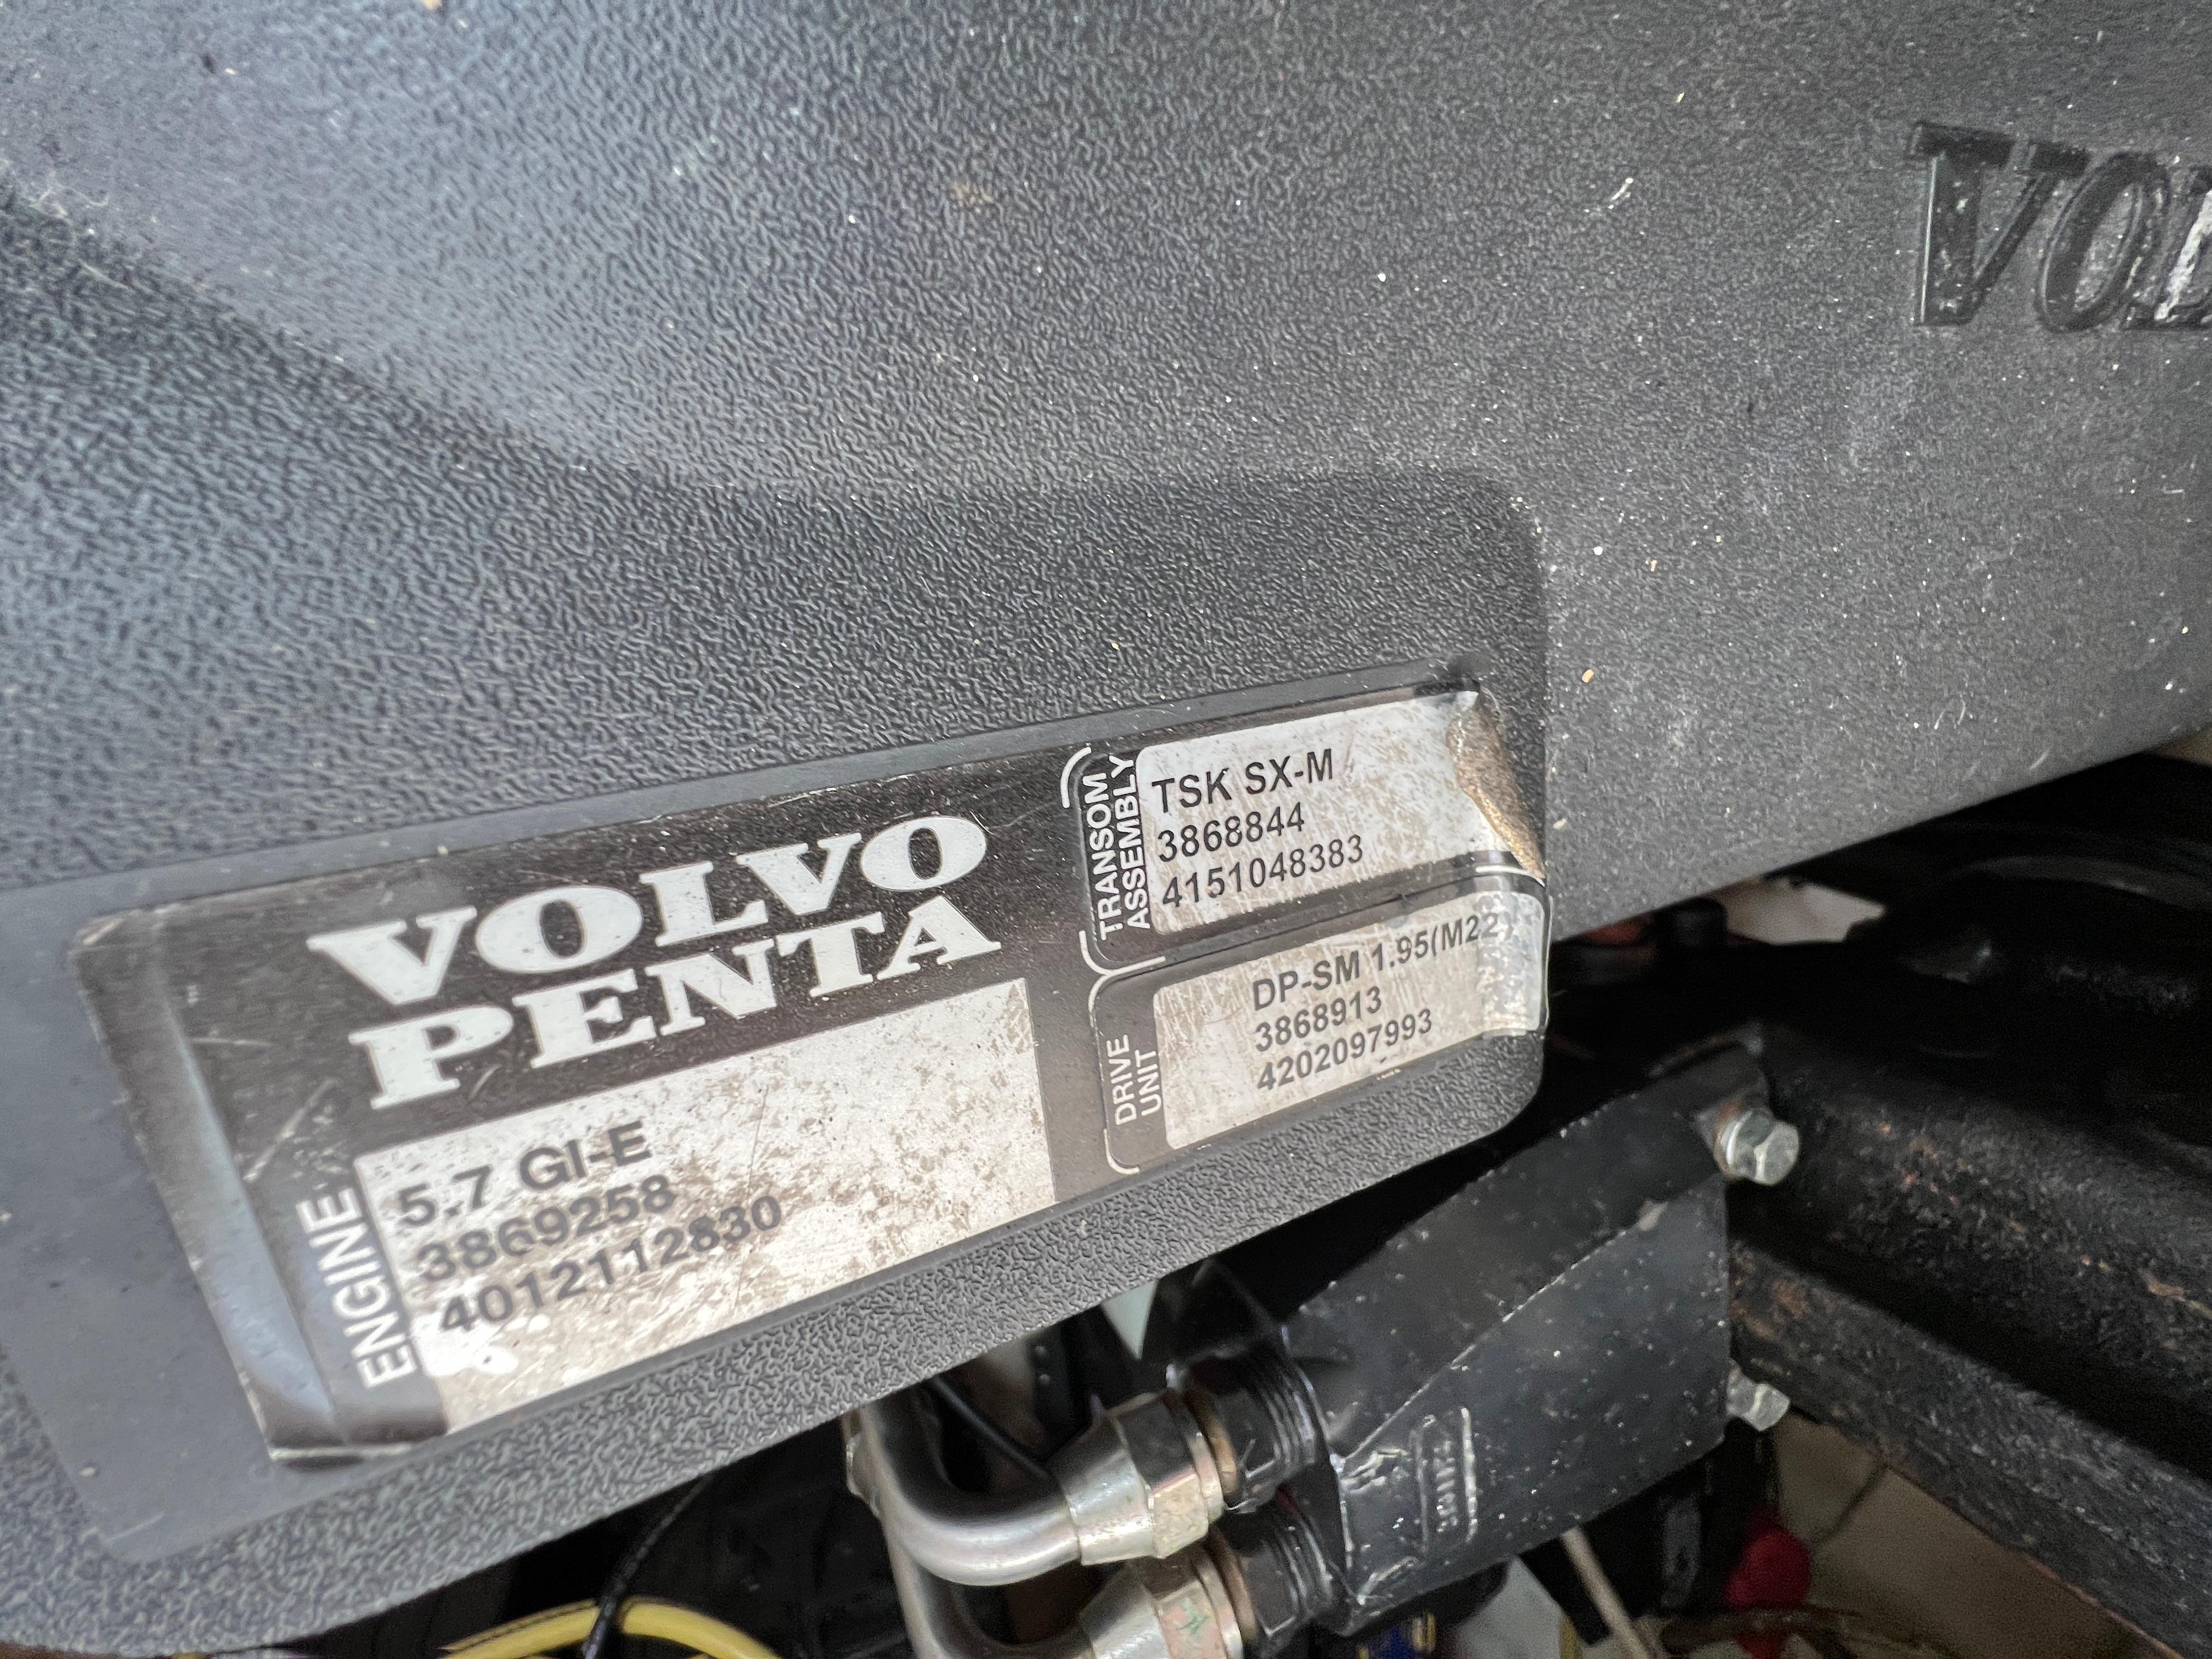 VOL
VOLVO
PENTA
ENGINE
5.7 GI-E
3869258
4012112830
TRANSOM
ASSEMBLY
TSK SX-M
3868844
4151048383
DRIVE
UNIT
DP-SM 1.95(M22)
3868913
4202097993